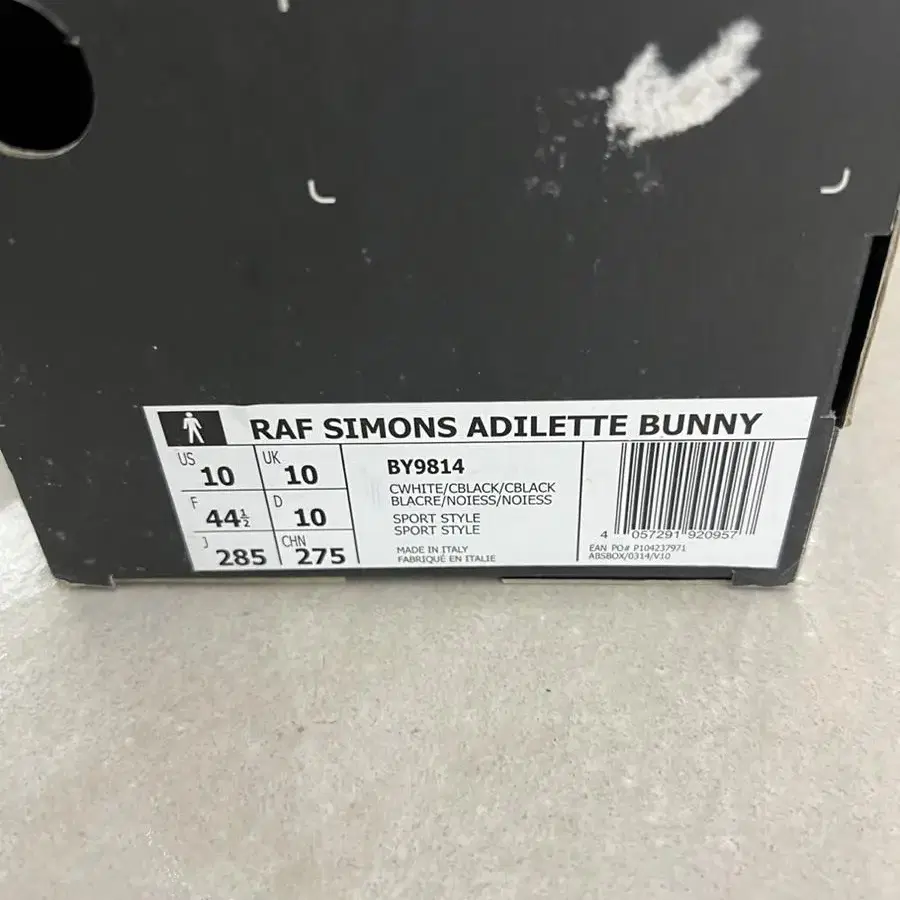 RAF SIMONS ADILETTE BUNNY
US 10 UK 10
F 44½ D 10
J 285 CHN 275
BY9814
CWHITE/CBLACK/CBLACK
BLACRE/NOIESS/NOIESS
SPORT STYLE
SPORT STYLE
MADE IN ITALY
FABRIQUÉ EN ITALIE
4 057291 920957
EAN PO# P104237971
ABSBOX/0314/V10